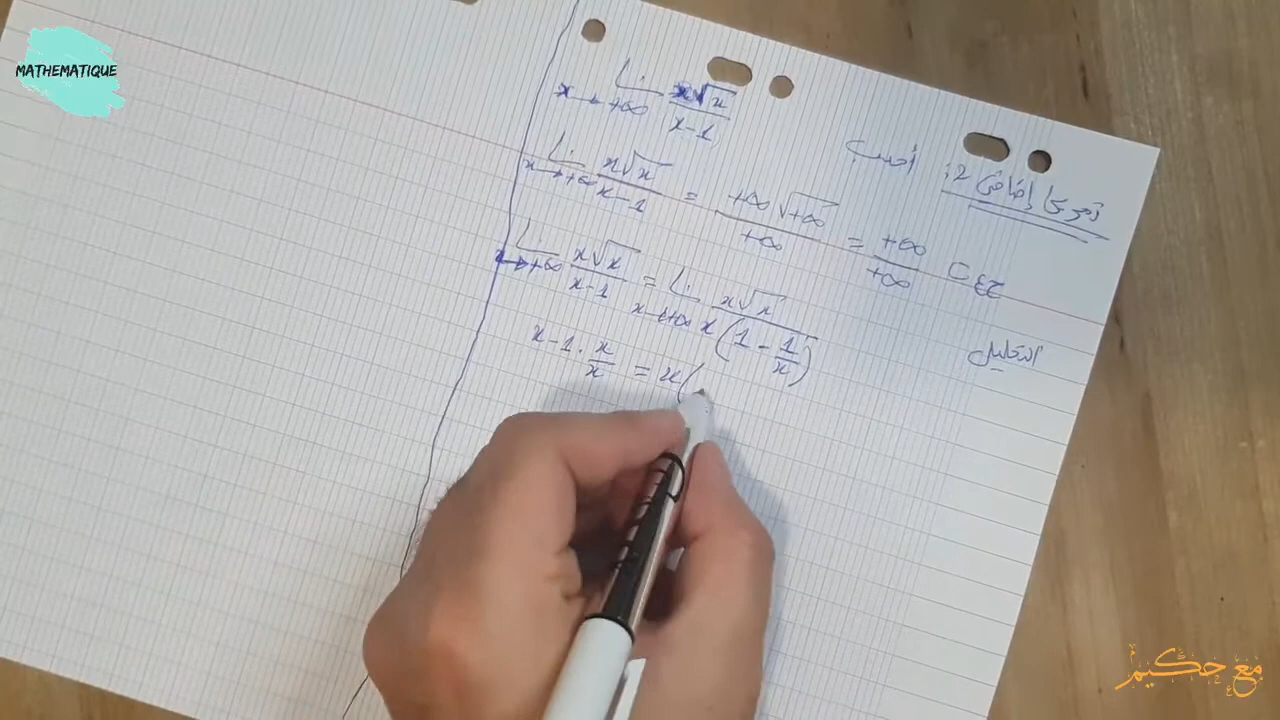 MATHEMATIQUE
تمرين إضافي 2: أحسب
Lim x→+∞ x√x / x-1
Lim x→+∞ x√x / x-1 = +∞√+∞ / +∞ = +∞ / +∞
التحليل
Lim x→+∞ x√x / x-1 = Lim x→+∞ x√x / x(1 - 1/x)
x-1 · x/x = x(
مع حكيم